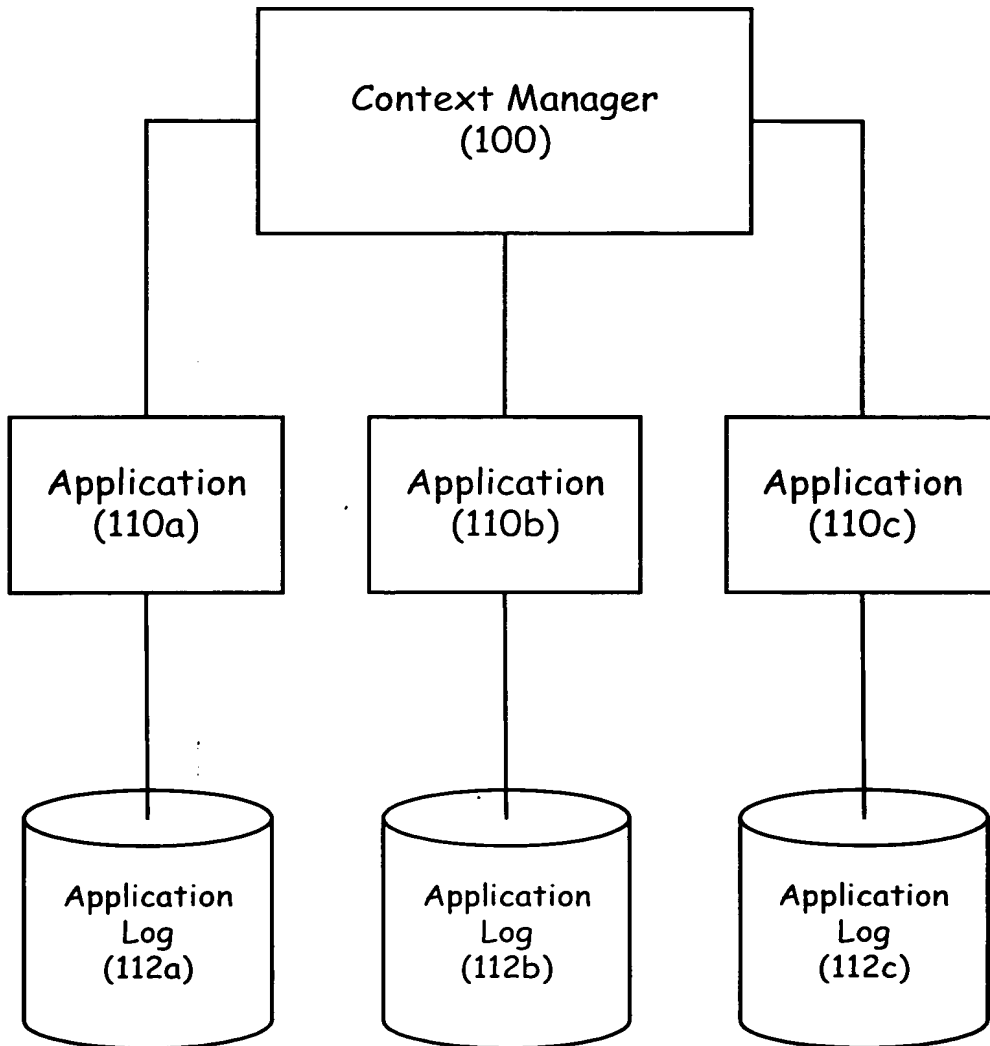 Context Manager
(100)
Application
(110a)
Application
(110b)
Application
(110c)
Application
Log
(112a)
Application
Log
(112b)
Application
Log
(112c)